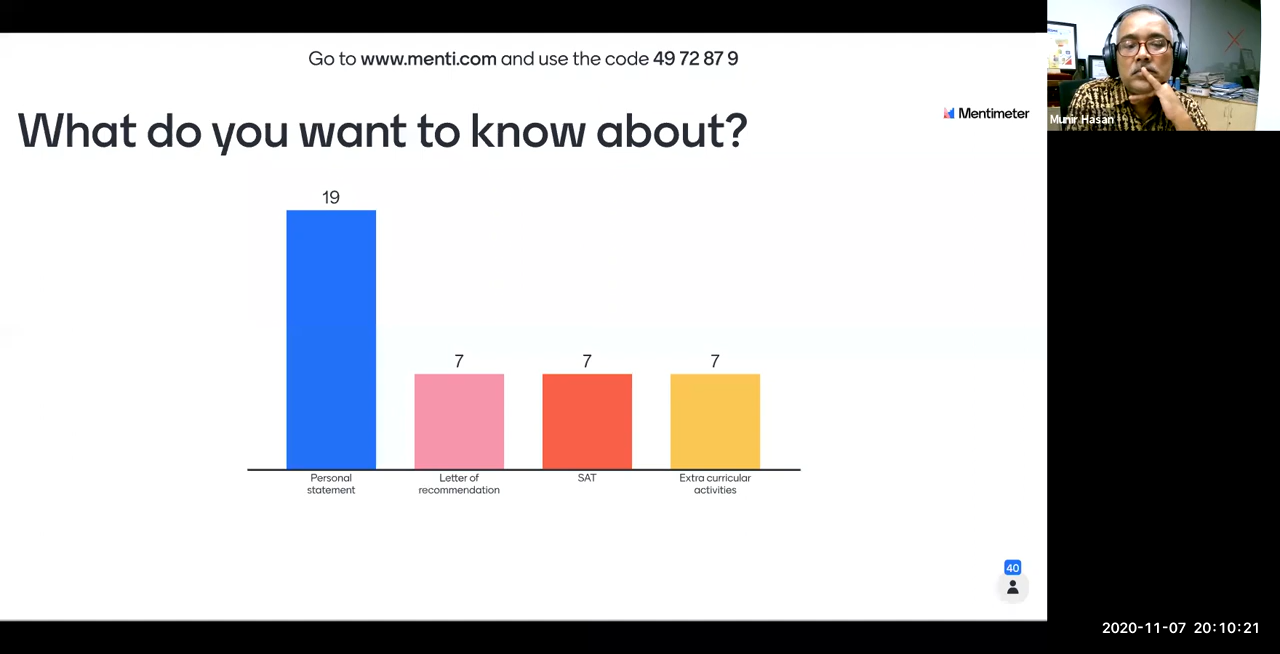 Go to www.menti.com and use the code 49 72 87 9
What do you want to know about?
Mentimeter
Munir Hasan
19
7
7
7
Personal
statement
Letter of
recommendation
SAT
Extra curricular
activities
40
2020-11-07 20:10:21